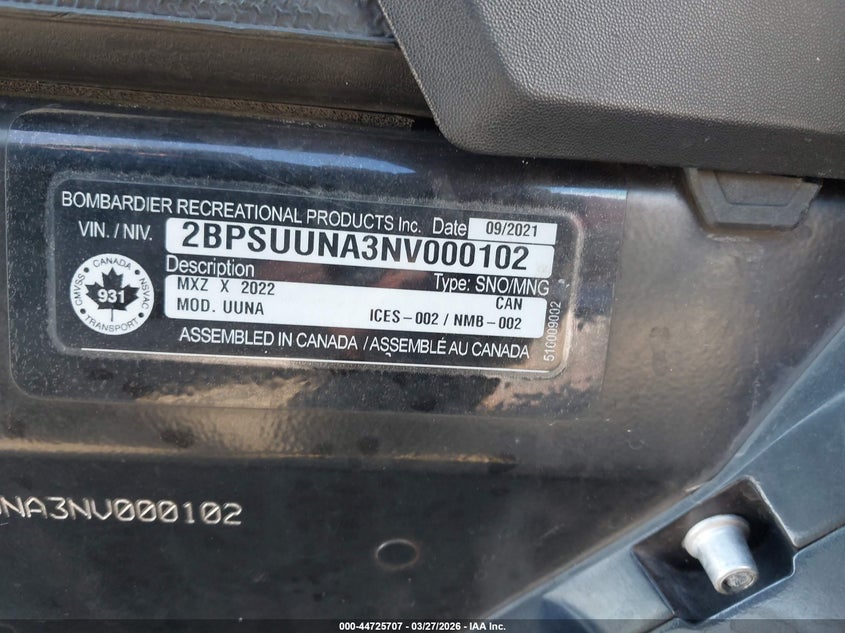 BOMBARDIER RECREATIONAL PRODUCTS Inc. Date 09/2021
VIN. / NIV. 2BPSUUNA3NV000102
Description Type: SNO/MNG
MXZ X 2022 CAN
MOD. UUNA ICES-002 / NMB-002
ASSEMBLED IN CANADA / ASSEMBLÉ AU CANADA
CANADA
CMVSS
931
NSVAC
TRANSPORT
510009002
NA3NV000102
000-44725707 - 03/27/2026 - IAA Inc.